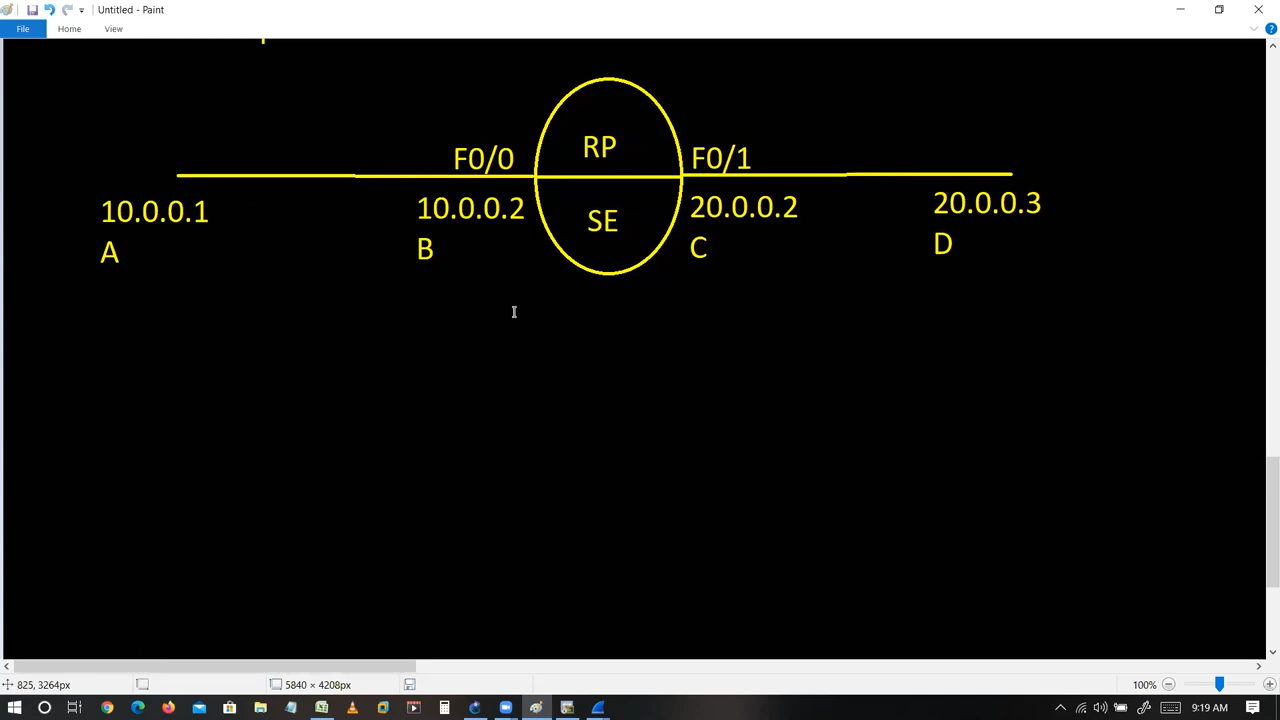 Untitled - Paint
File Home View
RP
F0/0 F0/1
10.0.0.1 10.0.0.2 SE 20.0.0.2 20.0.0.3
A B C D
825, 3264px 5840 × 4208px 100%
9:19 AM